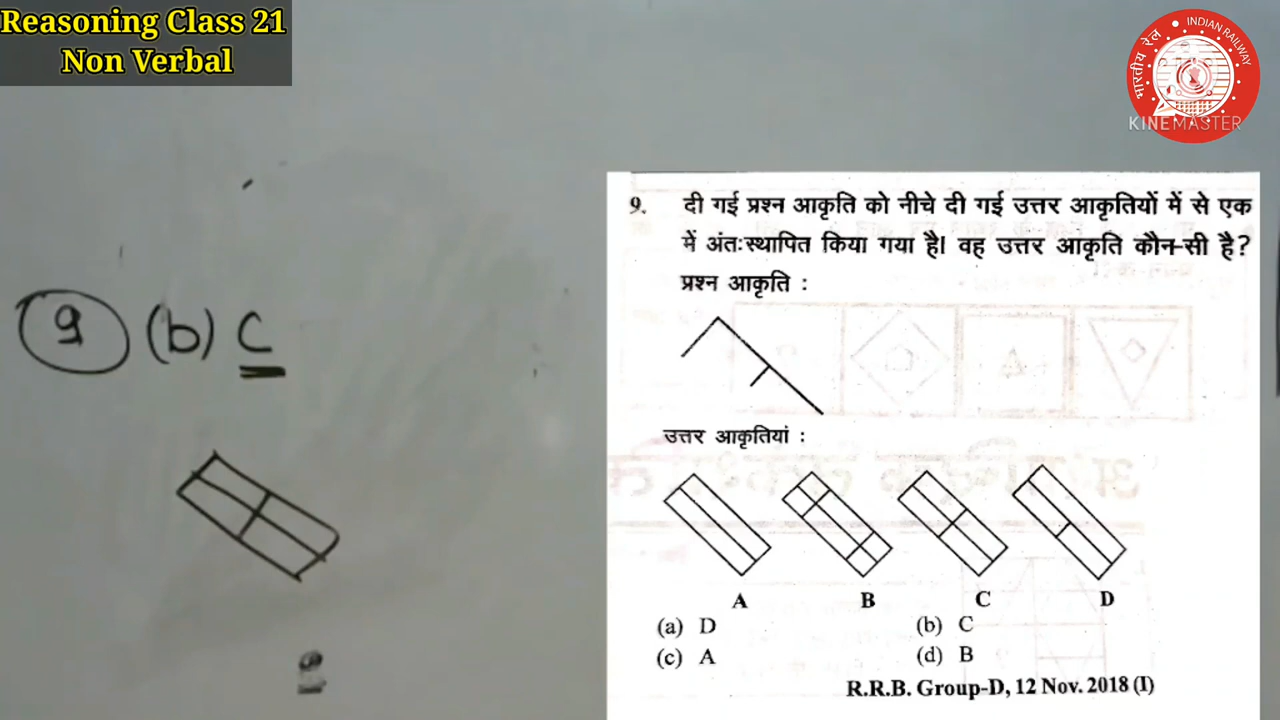 Reasoning Class 21
Non Verbal
भारतीय रेल
INDIAN RAILWAY
KINEMASTER
9 (b) C
9. दी गई प्रश्न आकृति को नीचे दी गई उत्तर आकृतियों में से एक
में अंतःस्थापित किया गया है। वह उत्तर आकृति कौन-सी है?
प्रश्न आकृति :
उत्तर आकृतियां :
A B C D
(a) D (b) C
(c) A (d) B
R.R.B. Group-D, 12 Nov. 2018 (I)